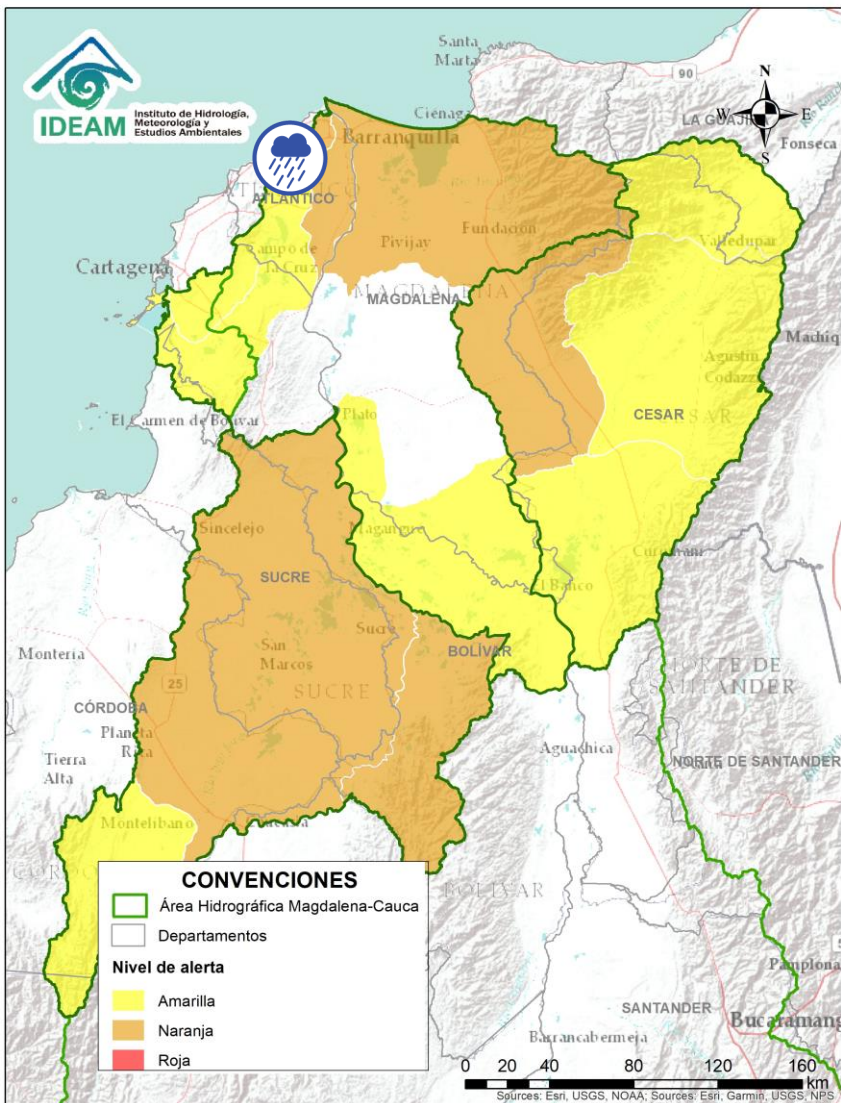 Santa
Marta
90
N
IDEAM
Instituto de Hidrología,
Meteorología y
Estudios Ambientales
Ciénaga
W
E
LA GUAJIRA
S
Fonseca
Barranquilla
ATLÁNTICO
Valledupar
Fundación
Pivijay
Campo de
la Cruz
Cartagena
MAGDALENA
Agustín
Codazzi
CESAR
Plato
El Carmen de Bolívar
Sincelejo
Magangué
SUCRE
El Banco
Sucre
San
Marcos
BOLÍVAR
Montería
NORTE DE
SANTANDER
SUCRE
25
CÓRDOBA
Planeta
Rica
Aguachica
NORTE DE SANTANDER
Tierra
Alta
Montelíbano
BOLÍVAR
CONVENCIONES
Área Hidrográfica Magdalena-Cauca
Departamentos
Nivel de alerta
Amarilla
Naranja
Roja
Pamplona
SANTANDER
Bucaramang
Barrancabermeja
0 20 40 80 120 160
km
Sources: Esri, USGS, NOAA; Sources: Esri, Garmin, USGS, NPS